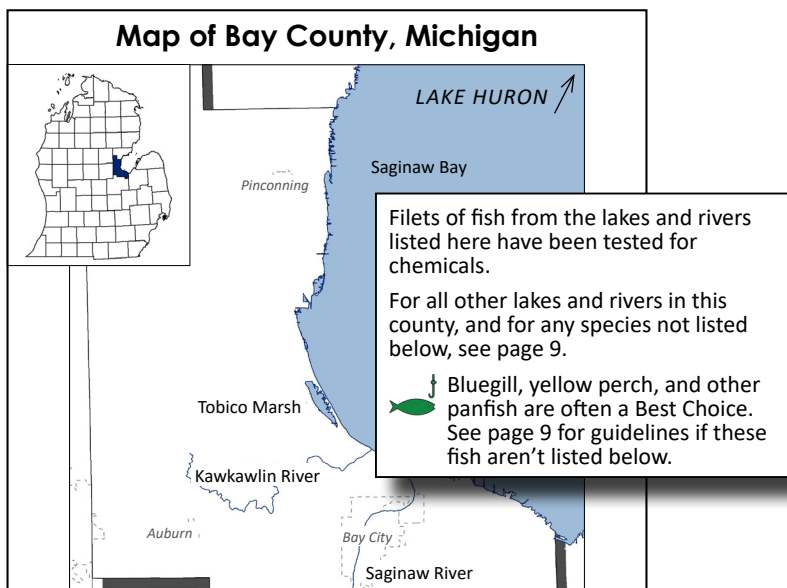 Map of Bay County, Michigan
LAKE HURON
Saginaw Bay
Pinconning
Filets of fish from the lakes and rivers
listed here have been tested for
chemicals.
For all other lakes and rivers in this
county, and for any species not listed
below, see page 9.
Bluegill, yellow perch, and other
panfish are often a Best Choice.
See page 9 for guidelines if these
fish aren’t listed below.
Tobico Marsh
Kawkawlin River
Auburn
Bay City
Saginaw River